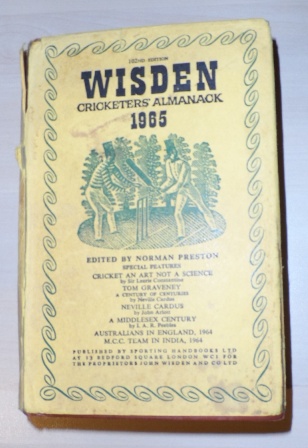 102ND EDITION
WISDEN
CRICKETERS' ALMANACK
1965
EDITED BY NORMAN PRESTON
SPECIAL FEATURES
CRICKET AN ART NOT A SCIENCE
by Sir Learie Constantine
TOM GRAVENEY
A CENTURY OF CENTURIES
by Neville Cardus
NEVILLE CARDUS
by John Arlott
A MIDDLESEX CENTURY
by I. A. R. Peebles
AUSTRALIANS IN ENGLAND, 1964
M.C.C. TEAM IN INDIA, 1964
PUBLISHED BY SPORTING HANDBOOKS LTD
AT 13 BEDFORD SQUARE LONDON WC1 FOR
THE PROPRIETORS JOHN WISDEN AND CO LTD